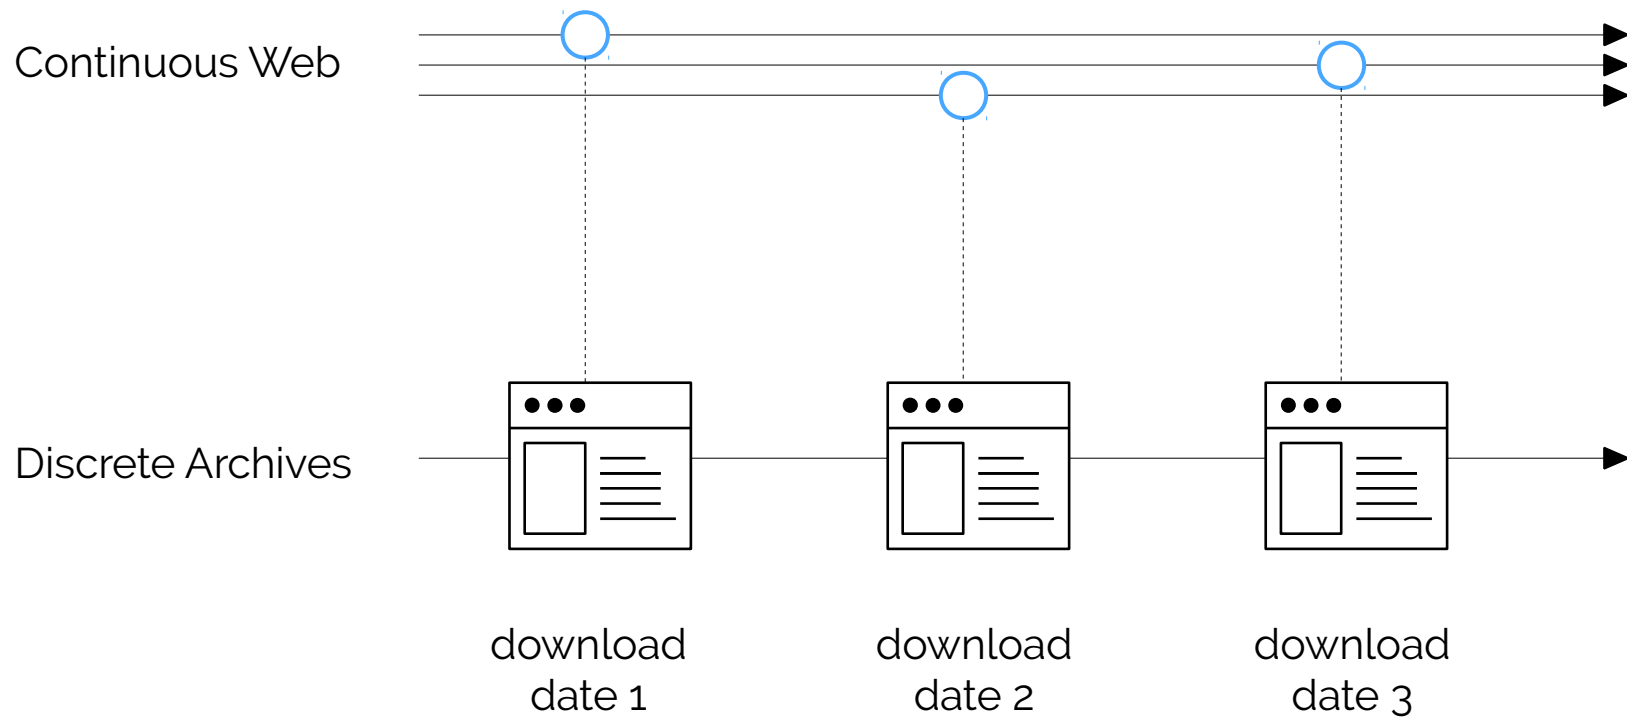 Continuous Web
Discrete Archives
download
date 1
download
date 2
download
date 3